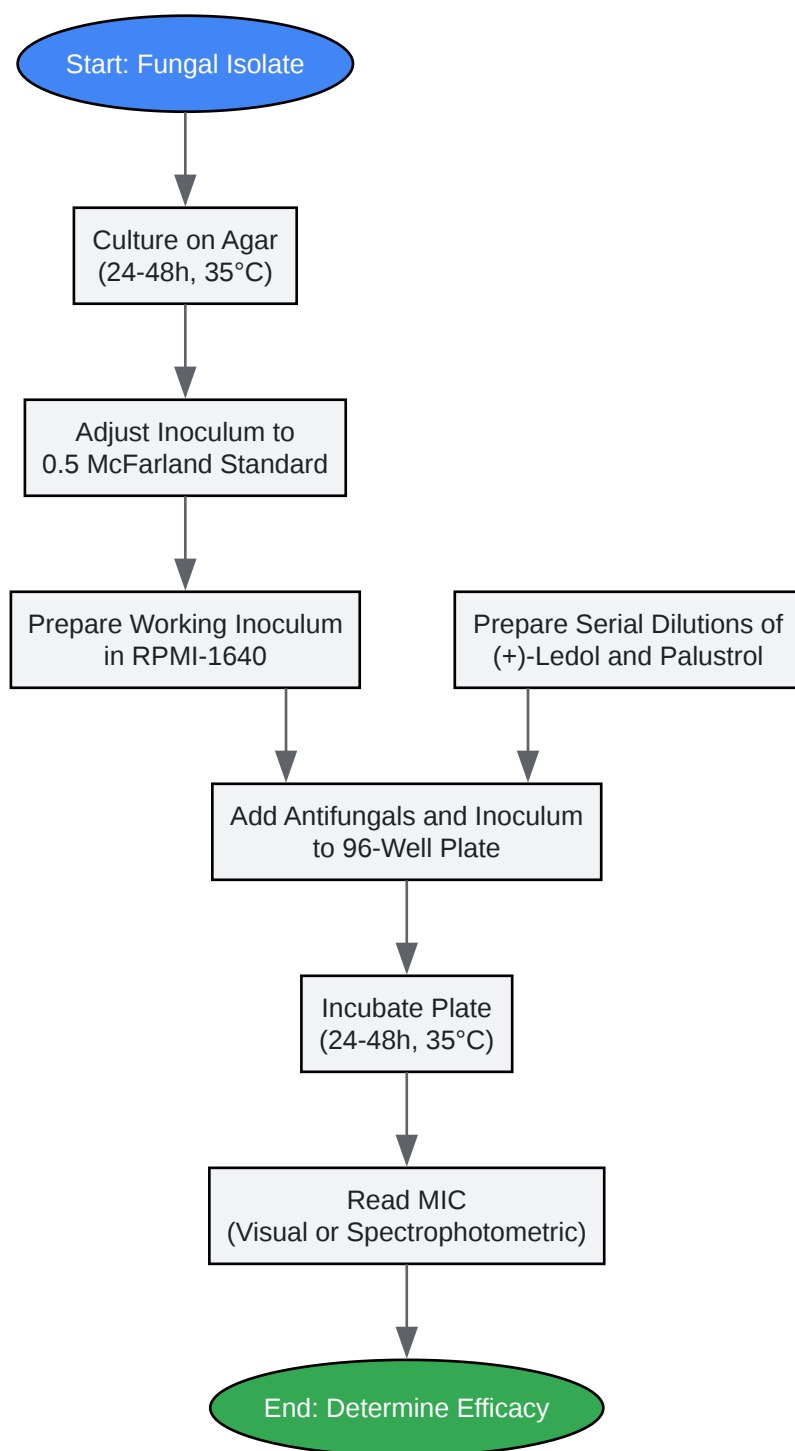 Start: Fungal Isolate
Culture on Agar
(24-48h, 35°C)
Adjust Inoculum to
0.5 McFarland Standard
Prepare Working Inoculum
in RPMI-1640
Prepare Serial Dilutions of
(+)-Ledol and Palustrol
Add Antifungals and Inoculum
to 96-Well Plate
Incubate Plate
(24-48h, 35°C)
Read MIC
(Visual or Spectrophotometric)
End: Determine Efficacy